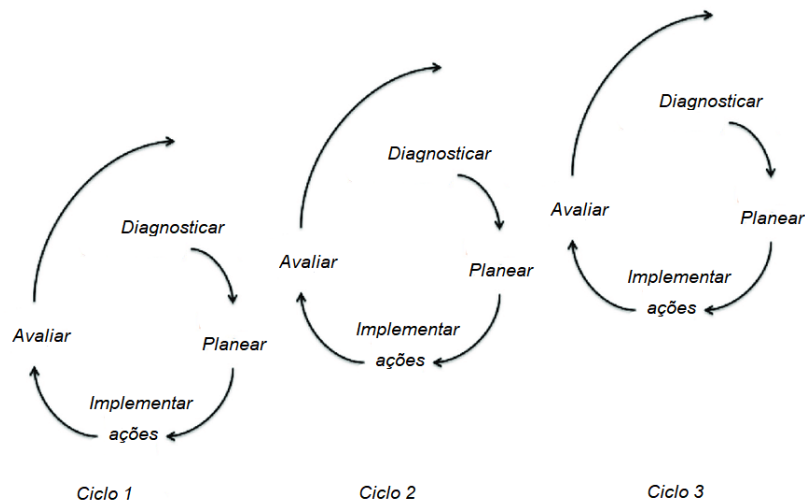 Diagnosticar
Planear
Implementar
ações
Avaliar
Ciclo 1
Diagnosticar
Planear
Implementar
ações
Avaliar
Ciclo 2
Diagnosticar
Planear
Implementar
ações
Avaliar
Ciclo 3